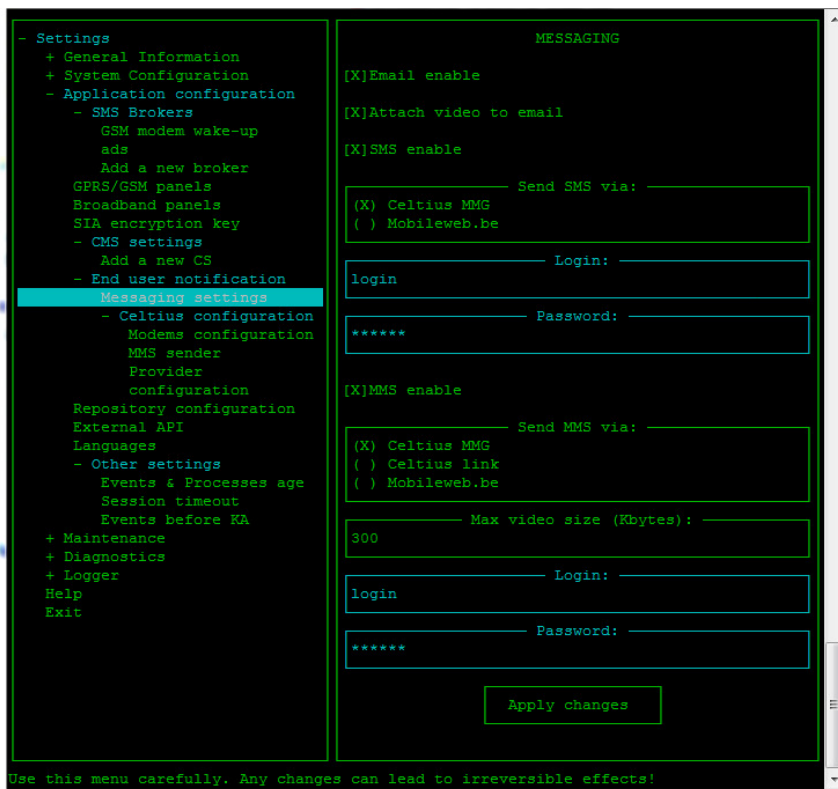 - Settings
+ General Information
+ System Configuration
- Application configuration
- SMS Brokers
GSM modem wake-up
ads
Add a new broker
GPRS/GSM panels
Broadband panels
SIA encryption key
- CMS settings
Add a new CS
- End user notification
Messaging settings
- Celtius configuration
Modems configuration
MMS sender
Provider
configuration
Repository configuration
External API
Languages
- Other settings
Events & Processes age
Session timeout
Events before KA
+ Maintenance
+ Diagnostics
+ Logger
Help
Exit
MESSAGING
[X]Email enable
[X]Attach video to email
[X]SMS enable
Send SMS via:
(X) Celtius MMG
( ) Mobileweb.be
Login:
login
Password:
******
[X]MMS enable
Send MMS via:
(X) Celtius MMG
( ) Celtius link
( ) Mobileweb.be
Max video size (Kbytes):
300
Login:
login
Password:
******
Apply changes
Use this menu carefully. Any changes can lead to irreversible effects!